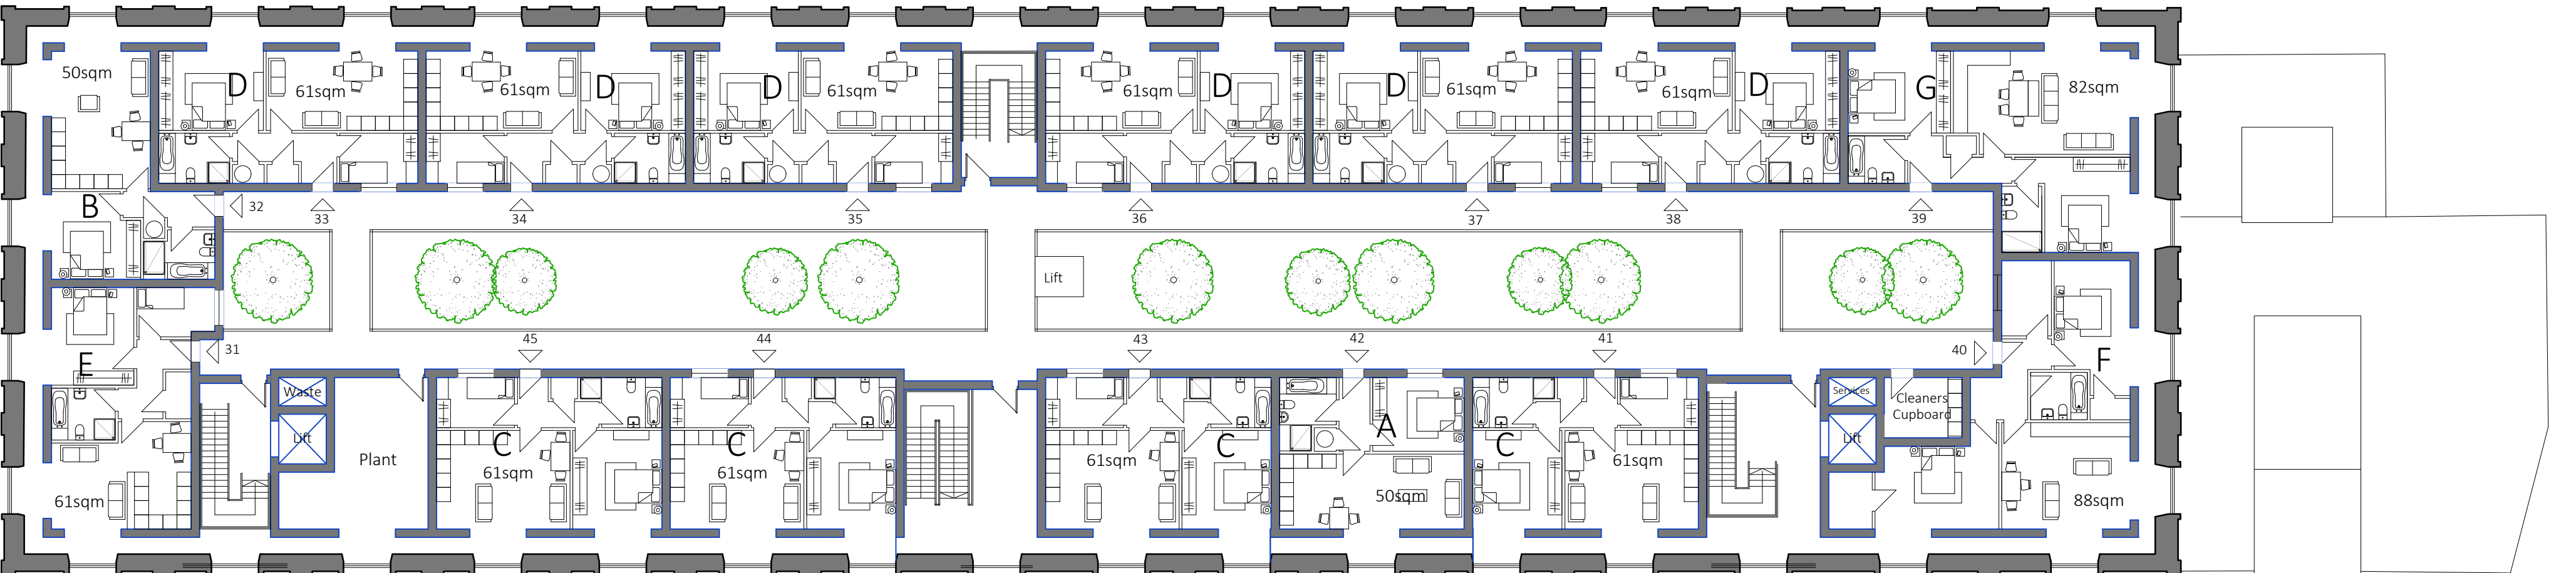 50sqm
D
61sqm
61sqm
D
D
61sqm
61sqm
D
D
61sqm
61sqm
D
G
82sqm
B
32
33
34
35
36
37
38
39
Lift
31
E
45
44
43
42
41
40
F
Waste
Lift
Plant
C
61sqm
C
61sqm
61sqm
C
A
50sqm
C
61sqm
Services
Lift
Cleaners
Cupboard
61sqm
88sqm